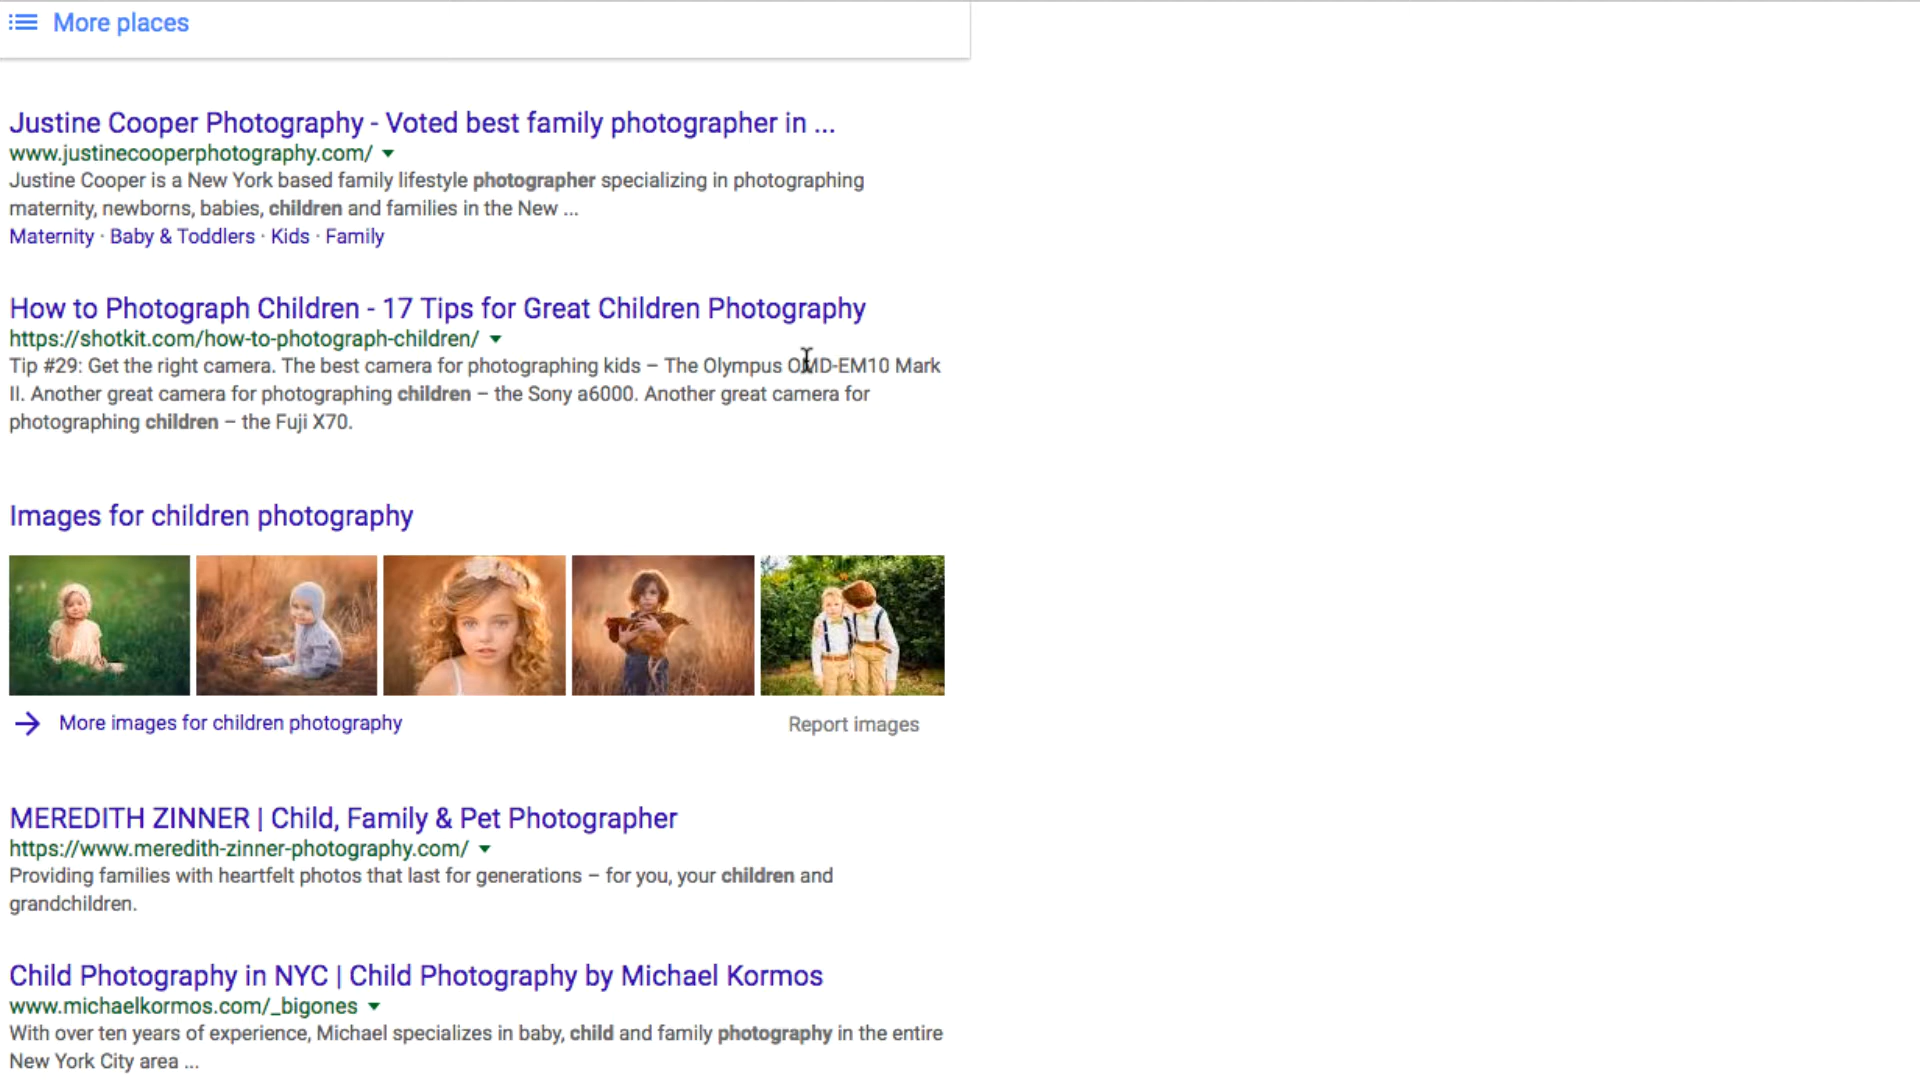 More places
Justine Cooper Photography - Voted best family photographer in ...
www.justinecooperphotography.com/
Justine Cooper is a New York based family lifestyle photographer specializing in photographing
maternity, newborns, babies, children and families in the New ...
Maternity · Baby & Toddlers · Kids · Family
How to Photograph Children - 17 Tips for Great Children Photography
https://shotkit.com/how-to-photograph-children/
Tip #29: Get the right camera. The best camera for photographing kids – The Olympus OMD-EM10 Mark
II. Another great camera for photographing children – the Sony a6000. Another great camera for
photographing children – the Fuji X70.
Images for children photography
More images for children photography
Report images
MEREDITH ZINNER | Child, Family & Pet Photographer
https://www.meredith-zinner-photography.com/
Providing families with heartfelt photos that last for generations – for you, your children and
grandchildren.
Child Photography in NYC | Child Photography by Michael Kormos
www.michaelkormos.com/_bigones
With over ten years of experience, Michael specializes in baby, child and family photography in the entire
New York City area ...